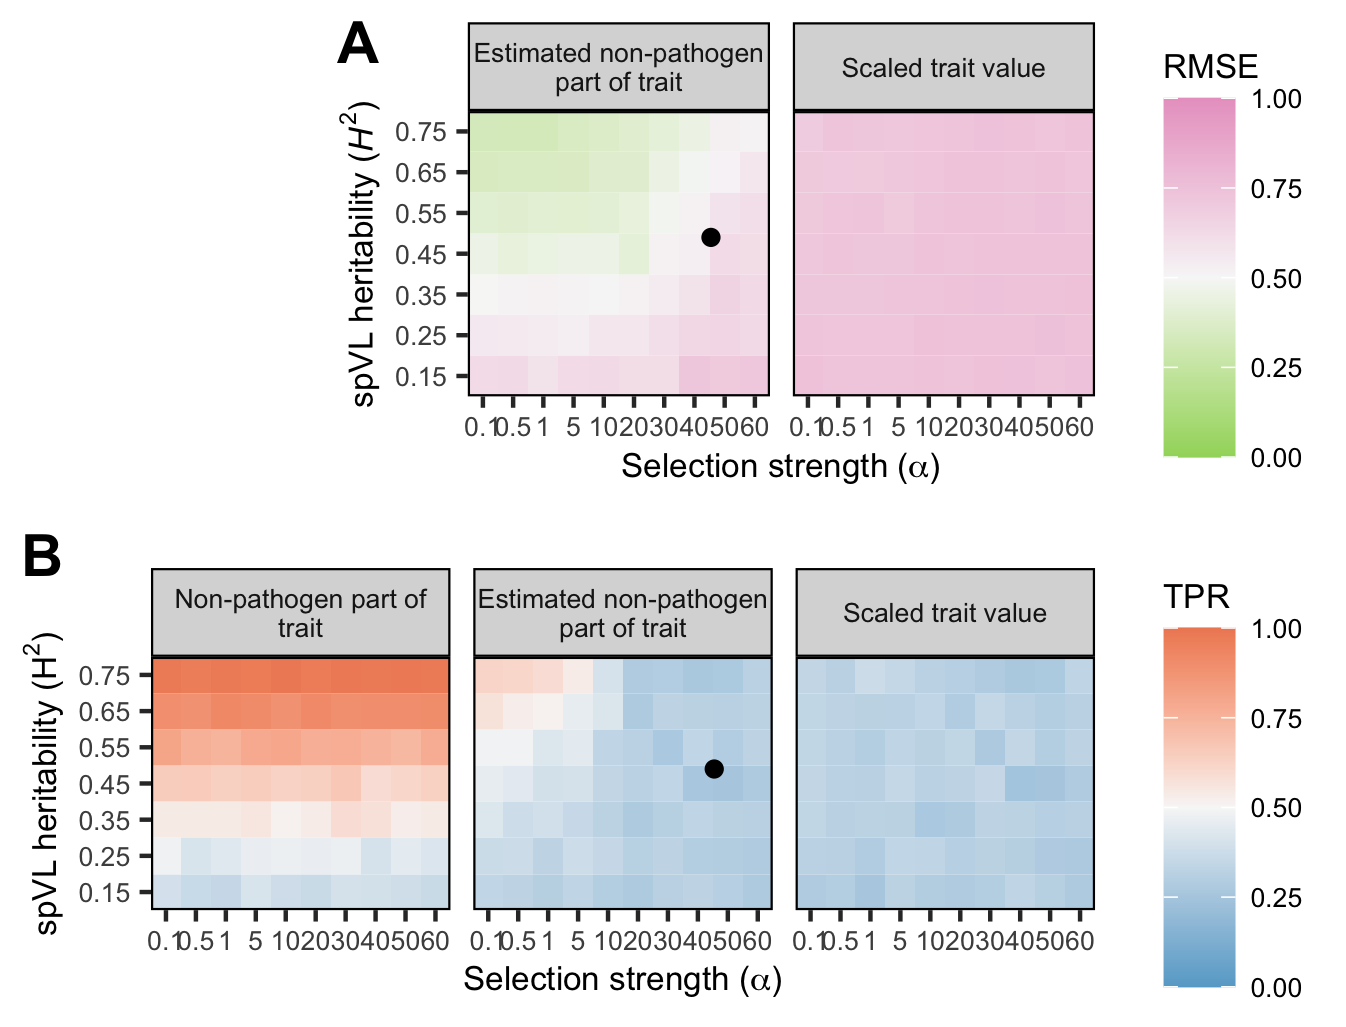 A
Estimated non-pathogen
part of trait
Scaled trait value
RMSE
1.00
0.75
0.50
0.25
0.00
spVL heritability (H²)
0.75
0.65
0.55
0.45
0.35
0.25
0.15
0.1 0.5 1 5 10 20 30 40 50 60
0.1 0.5 1 5 10 20 30 40 50 60
Selection strength (α)
B
Non-pathogen part of
trait
Estimated non-pathogen
part of trait
Scaled trait value
TPR
1.00
0.75
0.50
0.25
0.00
spVL heritability (H²)
0.75
0.65
0.55
0.45
0.35
0.25
0.15
0.1 0.5 1 5 10 20 30 40 50 60
0.1 0.5 1 5 10 20 30 40 50 60
0.1 0.5 1 5 10 20 30 40 50 60
Selection strength (α)